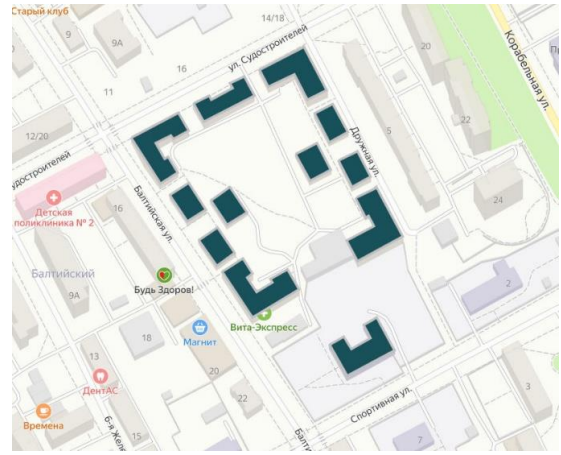 Старый клуб
14/18
9
9А
ул. Судостроителей
Корабельная ул.
20
16
11
12/20
5
22
Дружная ул.
Судостроителей
Детская
поликлиника № 2
16
Балтийская ул.
24
Балтийский
9А
Будь Здоров!
2
Вита-Экспресс
18
Магнит
13
ДентАС
20
22
Спортивная ул.
3
Времена
15
7